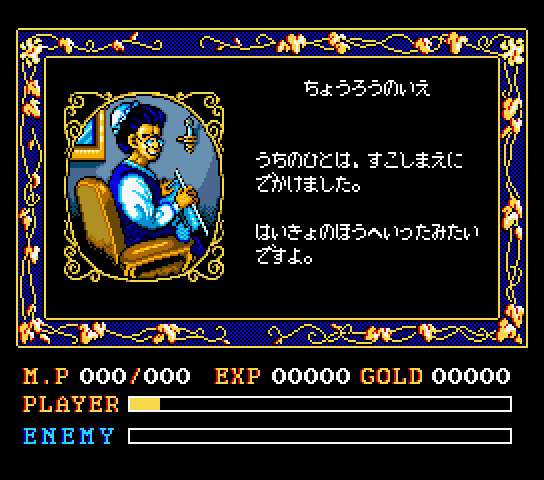 ちょうろうのいえ
うちのひとは．すこしまえに
でかけました。
はいきょのほうへいったみたい
ですよ。
M.P 000/000 EXP 00000 GOLD 00000
PLAYER
ENEMY